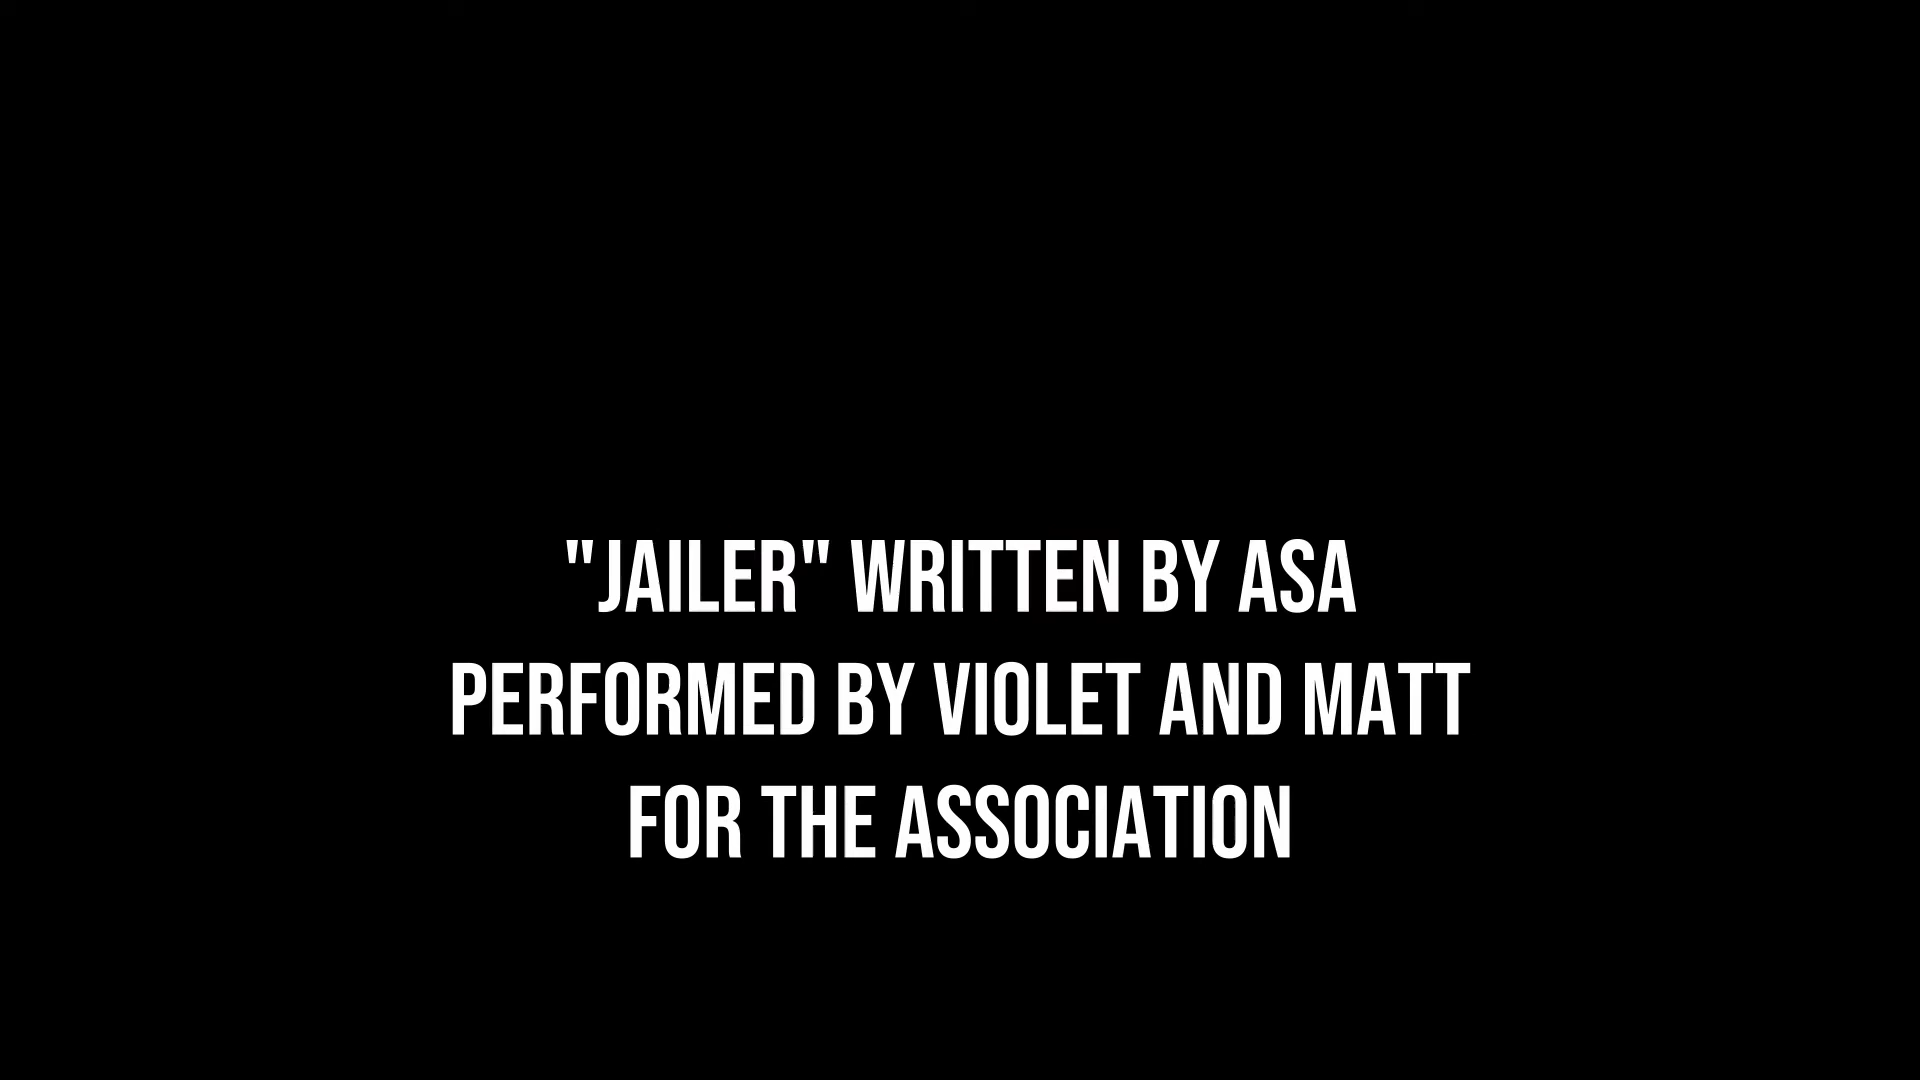 "JAILER" WRITTEN BY ASA
PERFORMED BY VIOLET AND MATT
FOR THE ASSOCIATION